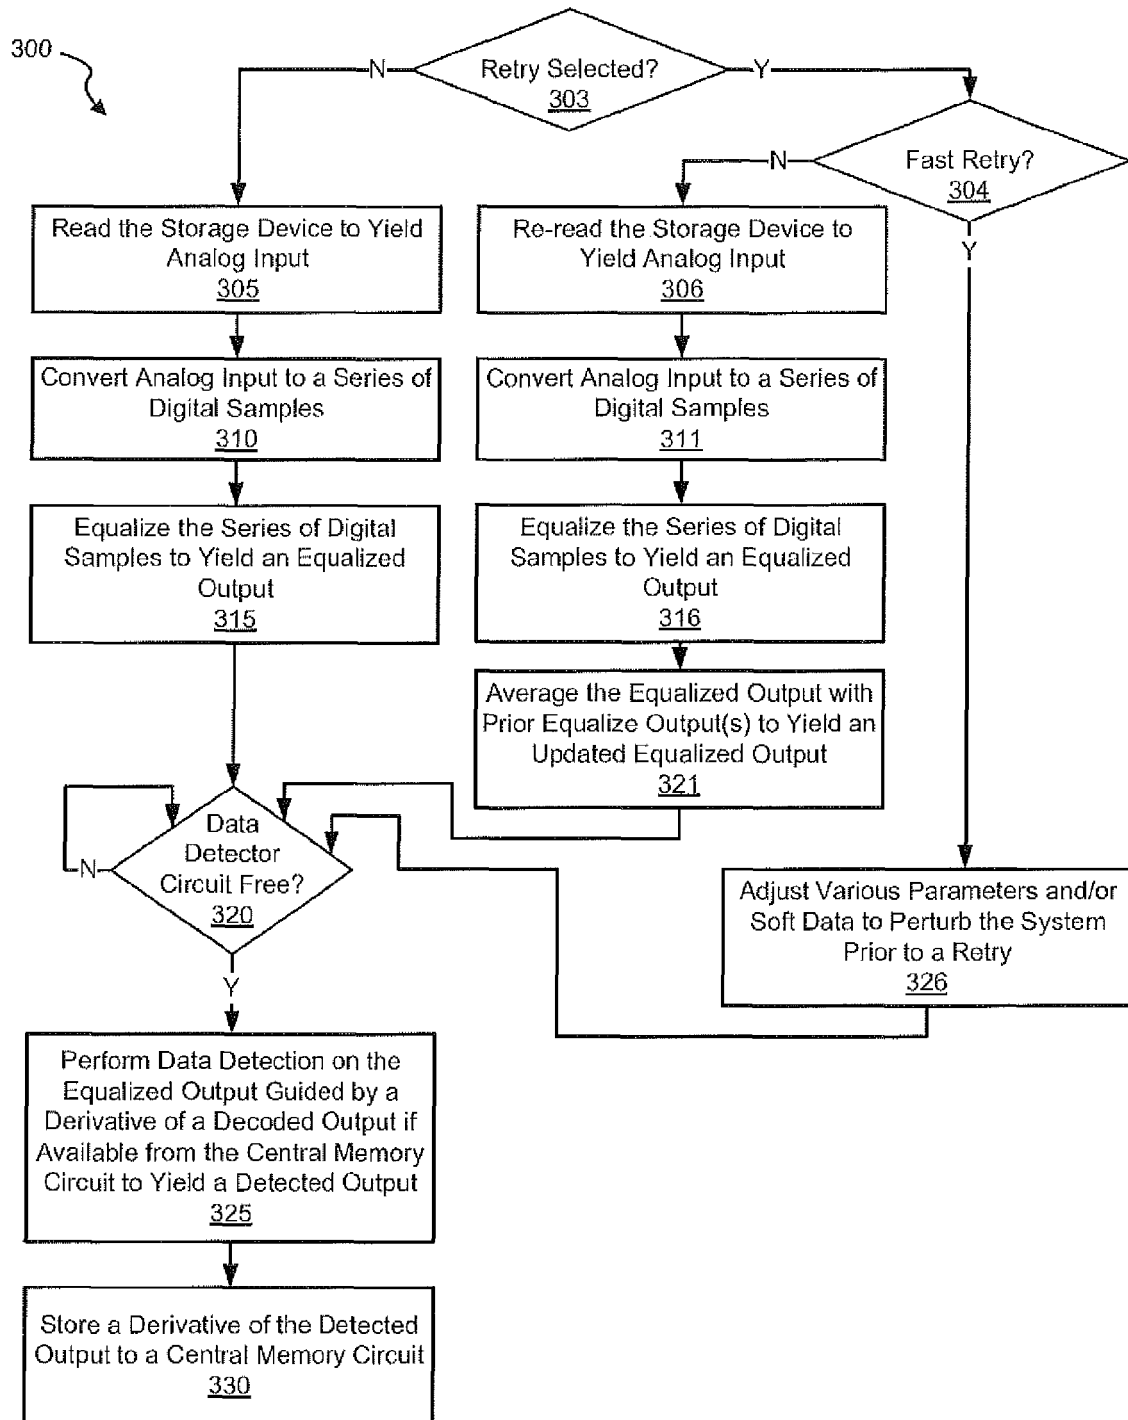 300
Retry Selected?
303
N
Y
Fast Retry?
304
N
Y
Read the Storage Device to Yield
Analog Input
305
Re-read the Storage Device to
Yield Analog Input
306
Convert Analog Input to a Series of
Digital Samples
310
Convert Analog Input to a Series of
Digital Samples
311
Equalize the Series of Digital
Samples to Yield an Equalized
Output
315
Equalize the Series of Digital
Samples to Yield an Equalized
Output
316
Average the Equalized Output with
Prior Equalize Output(s) to Yield an
Updated Equalized Output
321
Data
Detector
Circuit Free?
320
N
Y
Adjust Various Parameters and/or
Soft Data to Perturb the System
Prior to a Retry
326
Perform Data Detection on the
Equalized Output Guided by a
Derivative of a Decoded Output if
Available from the Central Memory
Circuit to Yield a Detected Output
325
Store a Derivative of the Detected
Output to a Central Memory Circuit
330